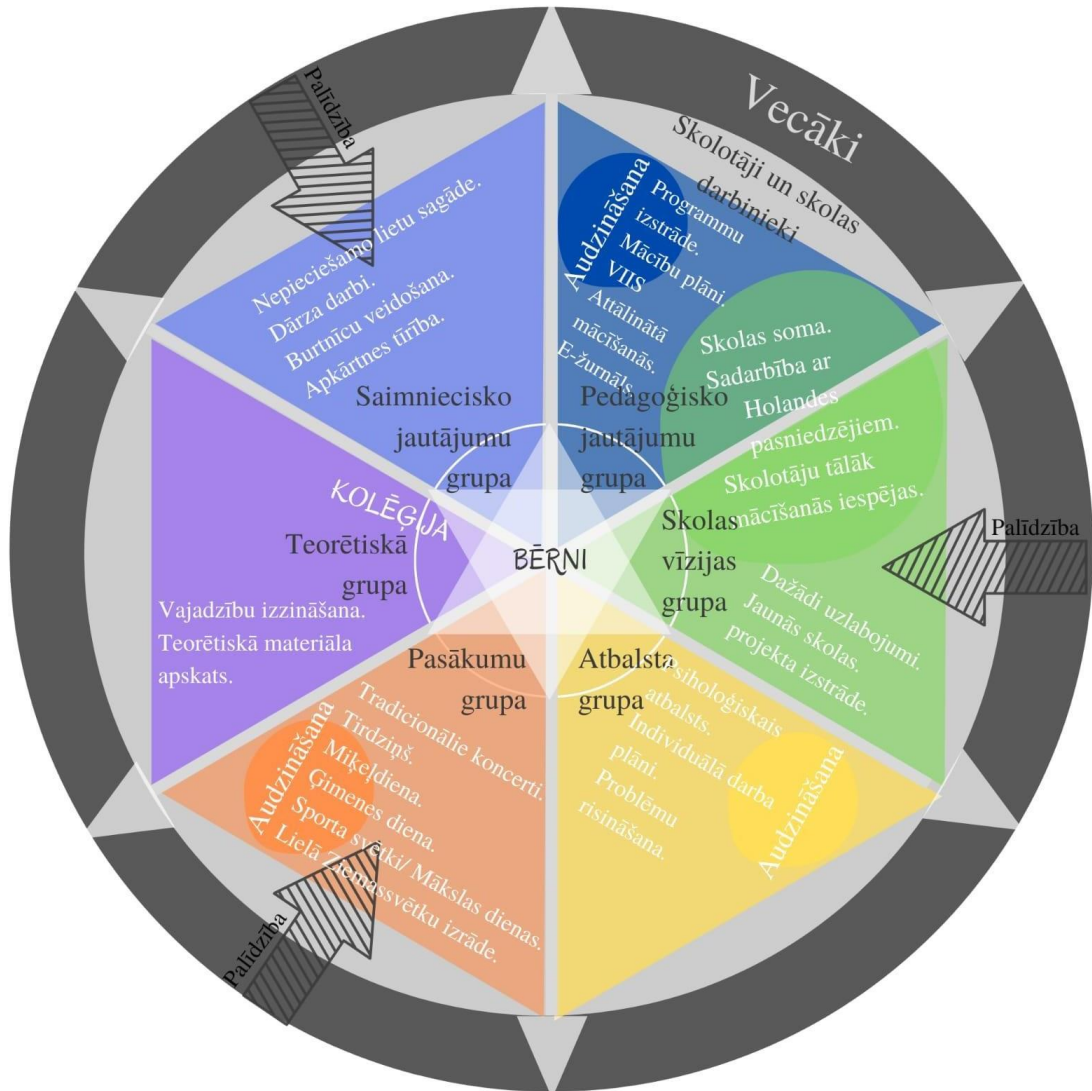 Vecāki
Skolotāji un skolas
darbinieki
Palīdzība
Nepieciešamo lietu sagāde.
Dārza darbi.
Burtnīcu veidošana.
Apkārtnes tīrība.
Saimniecisko
jautājumu
grupa
Audzināšana
Programmu
izstrāde.
Mācību plāni.
VIIS
Attālinātā
mācīšanās.
E-žurnāls
Pedagoģisko
jautājumu
grupa
Skolas soma.
Sadarbība ar
Holandes
pasniedzējiem.
Skolotāju tālāk
mācīšanās iespējas.
Palīdzība
Skolas
vīzijas
grupa
Dažādi uzlabojumi.
Jaunās skolas.
projekta izstrāde.
KOLĒĢIJA
BĒRNI
Teorētiskā
grupa
Vajadzību izzināšana.
Teorētiskā materiāla
apskats.
Pasākumu
grupa
Tradicionālie koncerti.
Tirdziņš.
Miķeļdiena.
Ģimenes diena.
Sporta svētki/ Mākslas dienas.
Lielā Ziemassvētku izrāde.
Audzināšana
Palīdzība
Atbalsta
grupa
Psiholoģiskais
atbalsts.
Individuālā darba
plāni.
Problēmu
risināšana.
Audzināšana